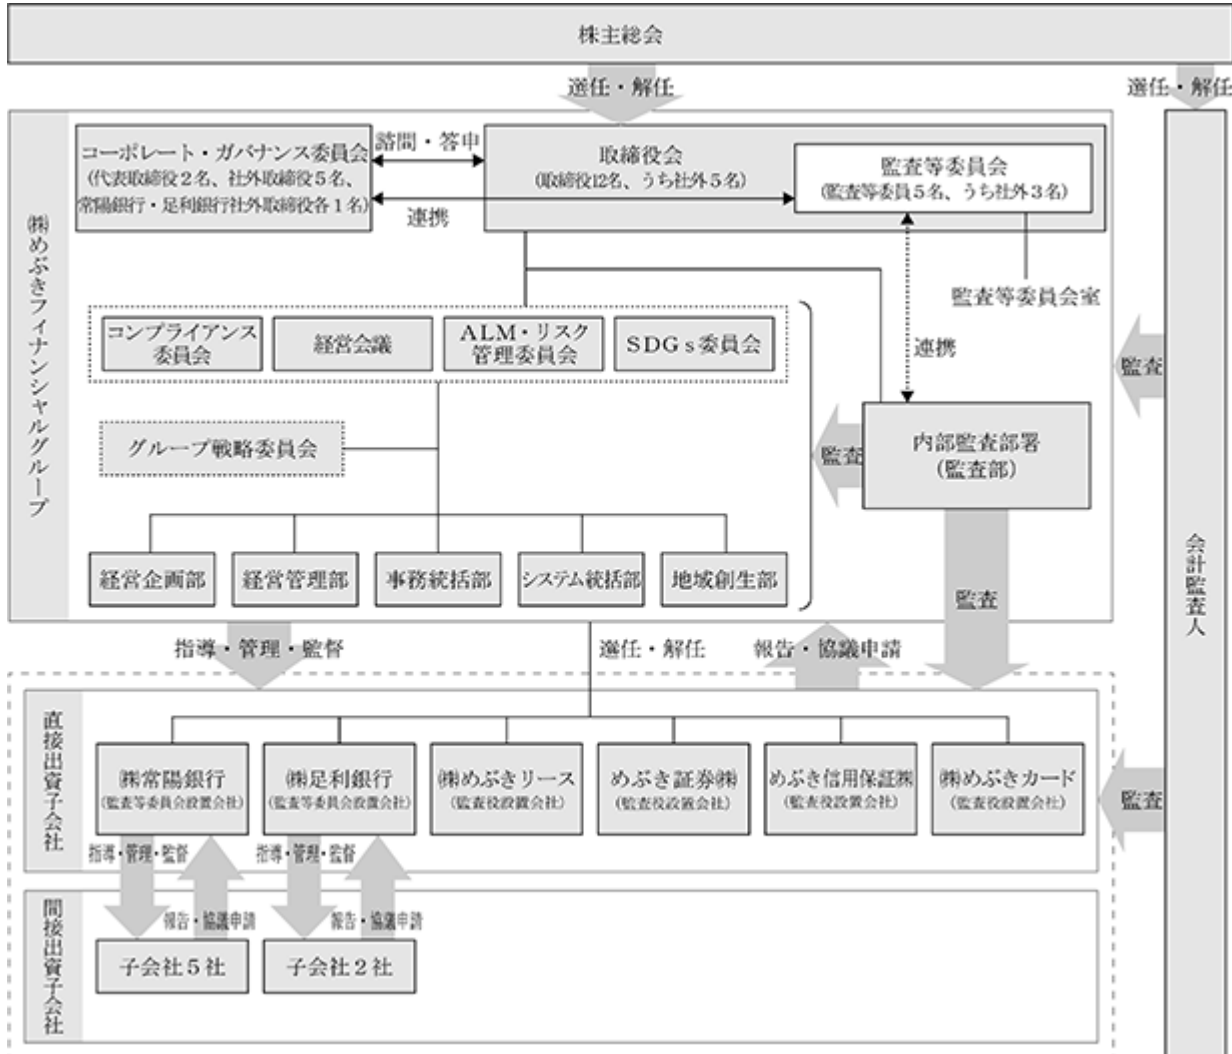 株主総会
選任・解任
選任・解任
コーポレート・ガバナンス委員会
(代表取締役2名、社外取締役5名、
常陽銀行・足利銀行社外取締役各1名)
諮問・答申
連携
取締役会
(取締役12名、うち社外5名)
監査等委員会
(監査等委員5名、うち社外3名)
監査等委員会室
連携
㈱めぶきフィナンシャルグループ
コンプライアンス
委員会
経営会議
ALM・リスク
管理委員会
SDGs委員会
監査
グループ戦略委員会
監査
内部監査部署
(監査部)
経営企画部
経営管理部
事務統括部
システム統括部
地域創生部
監査
会計監査人
指導・管理・監督
選任・解任
報告・協議申請
直接出資子会社
㈱常陽銀行
(監査等委員会設置会社)
㈱足利銀行
(監査等委員会設置会社)
㈱めぶきリース
(監査役設置会社)
めぶき証券㈱
(監査役設置会社)
めぶき信用保証㈱
(監査役設置会社)
㈱めぶきカード
(監査役設置会社)
監査
指導・管理・監督
指導・管理・監督
間接出資子会社
報告・協議申請
報告・協議申請
子会社5社
子会社2社